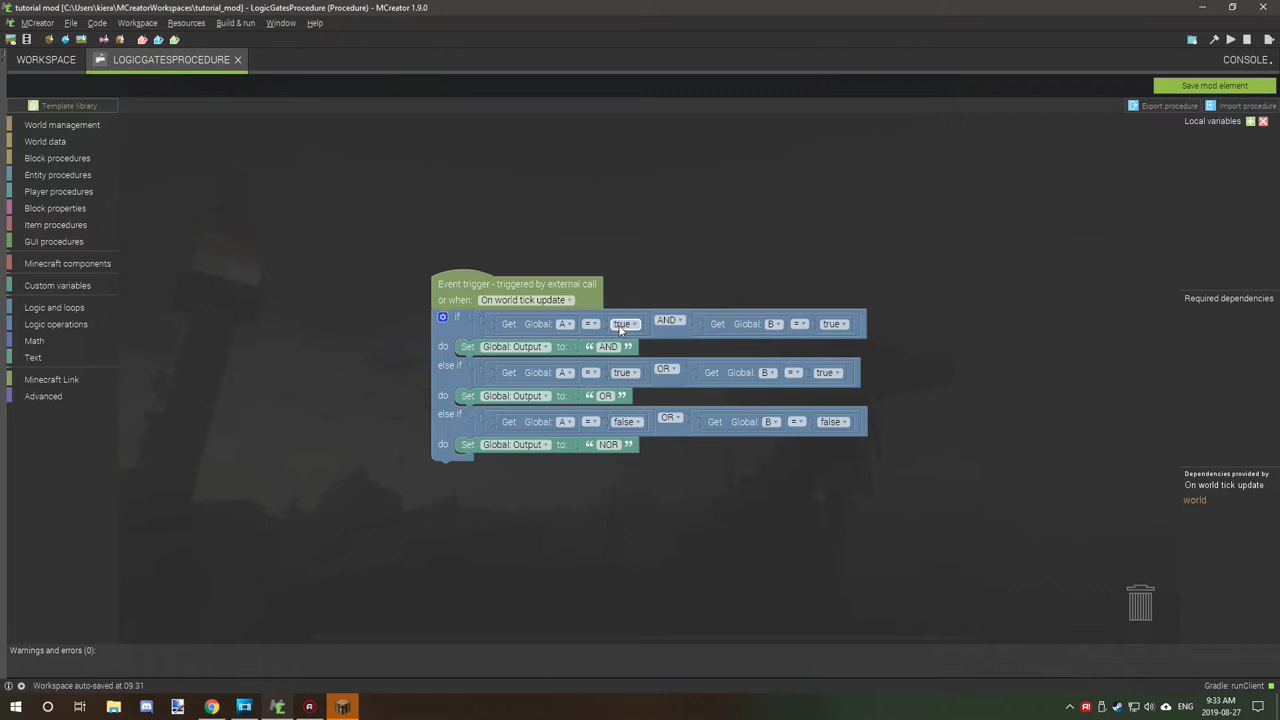 tutorial mod [C:\Users\kiera\MCreatorWorkspaces\tutorial_mod] - LogicGatesProcedure (Procedure) - MCreator 1.9.0
MCreator File Code Workspace Resources Build & run Window Help
WORKSPACE LOGICGATESPROCEDURE CONSOLE
Save mod element
Template library Export procedure Import procedure
Local variables
World management
World data
Block procedures
Entity procedures
Player procedures
Block properties
Item procedures
GUI procedures
Minecraft components
Custom variables
Logic and loops
Logic operations
Math
Text
Minecraft Link
Advanced
Event trigger - triggered by external call
or when: On world tick update
if Get Global: A = true AND Get Global: B = true
do Set Global: Output to: “ AND ”
else if Get Global: A = true OR Get Global: B = true
do Set Global: Output to: “ OR ”
else if Get Global: A = false OR Get Global: B = false
do Set Global: Output to: “ NOR ”
Required dependencies
Dependencies provided by
On world tick update
world
Warnings and errors (0):
Workspace auto-saved at 09:31 Gradle: runClient
ENG 9:33 AM
2019-08-27